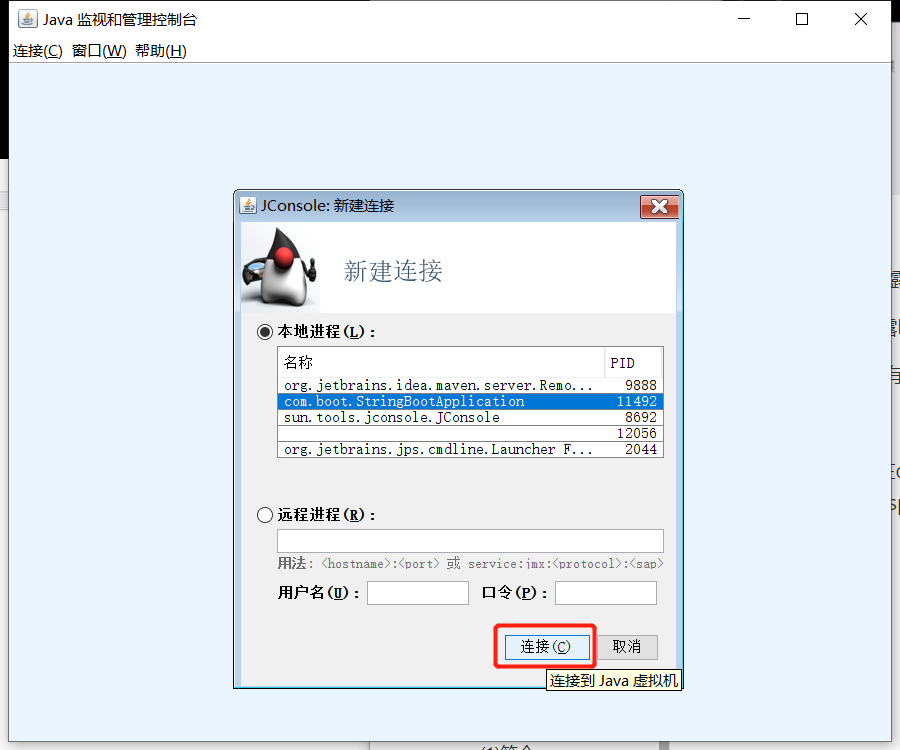 Java 监视和管理控制台
连接(C) 窗口(W) 帮助(H)
JConsole: 新建连接
新建连接
本地进程(L):
名称 PID
org.jetbrains.idea.maven.server.Remo... 9888
com.boot.StringBootApplication 11492
sun.tools.jconsole.JConsole 8692
12056
org.jetbrains.jps.cmdline.Launcher F... 2044
远程进程(R):
用法: <hostname>:<port> 或 service:jmx:<protocol>:<sap>
用户名(U): 口令(P):
连接(C) 取消
连接到 Java 虚拟机